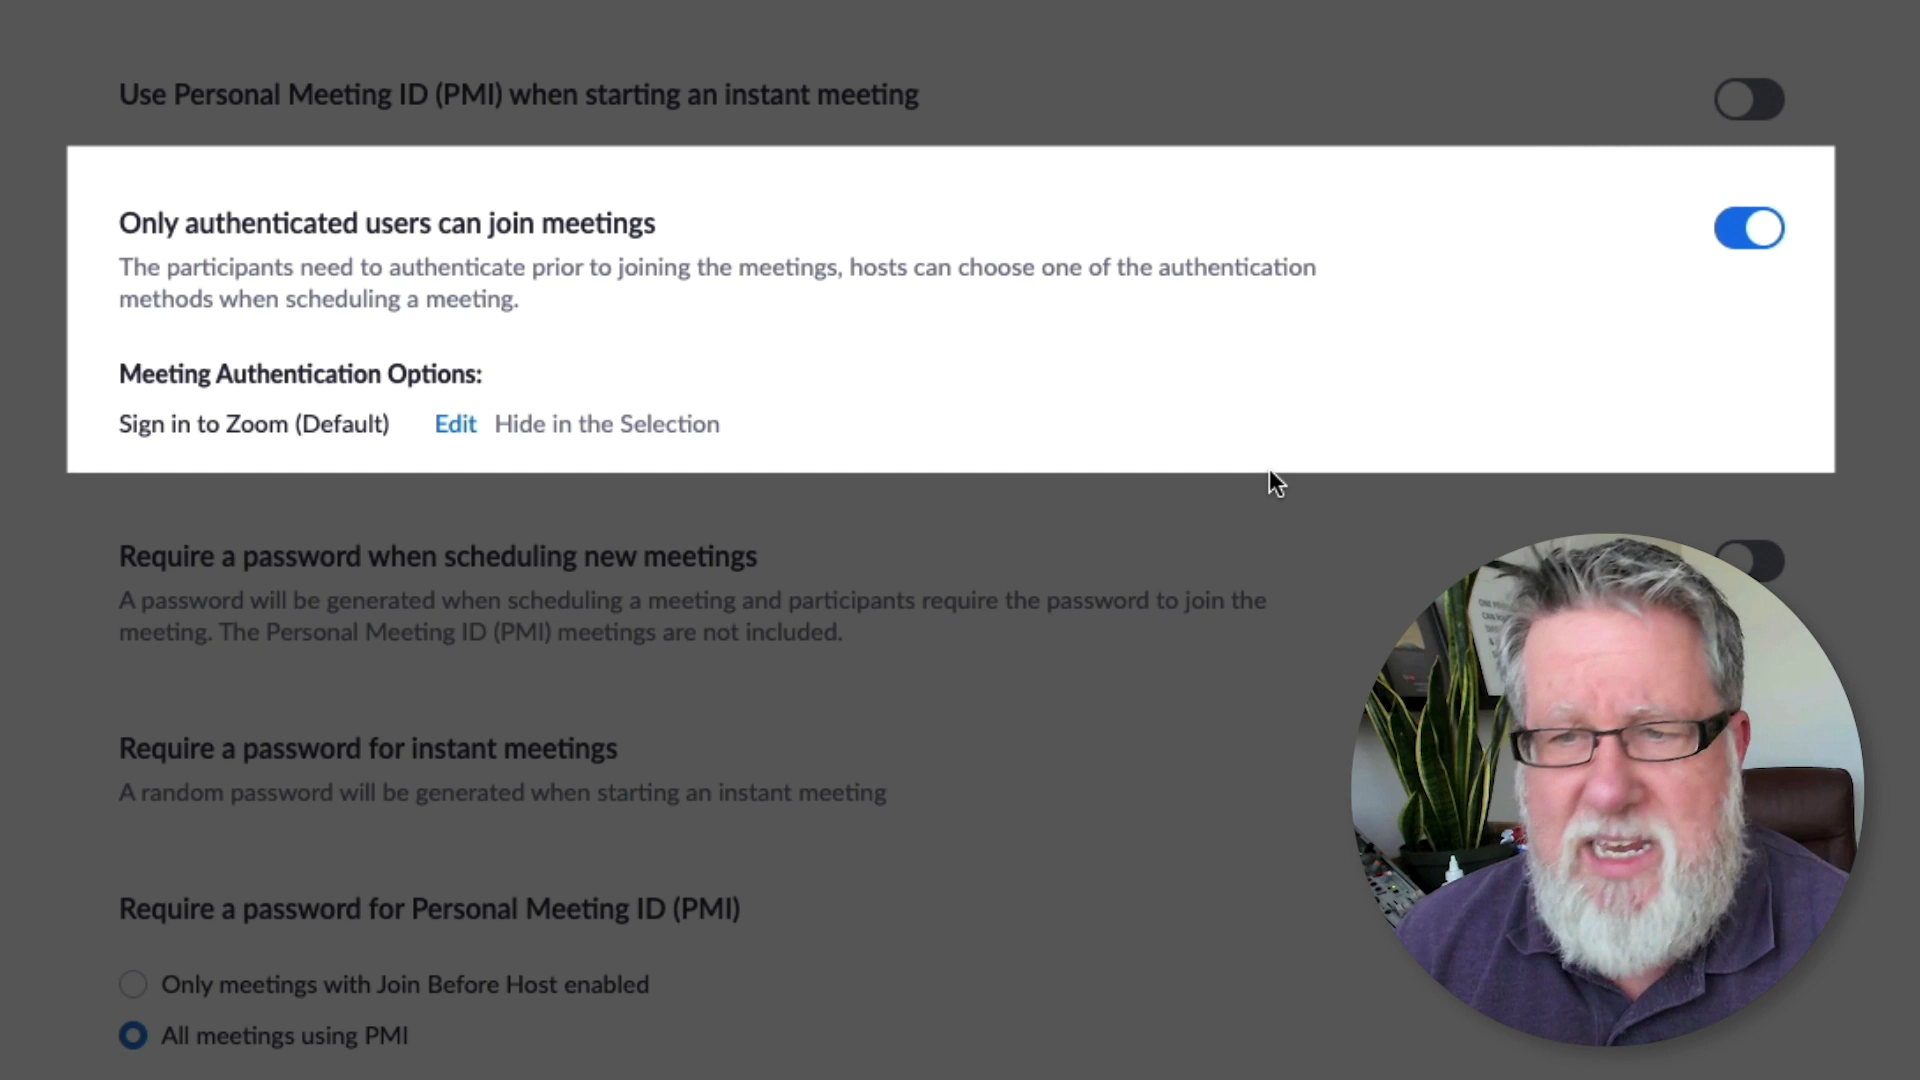 Use Personal Meeting ID (PMI) when starting an instant meeting
Only authenticated users can join meetings
The participants need to authenticate prior to joining the meetings, hosts can choose one of the authentication
methods when scheduling a meeting.
Meeting Authentication Options:
Sign in to Zoom (Default) Edit Hide in the Selection
Require a password when scheduling new meetings
A password will be generated when scheduling a meeting and participants require the password to join the
meeting. The Personal Meeting ID (PMI) meetings are not included.
Require a password for instant meetings
A random password will be generated when starting an instant meeting
Require a password for Personal Meeting ID (PMI)
Only meetings with Join Before Host enabled
All meetings using PMI